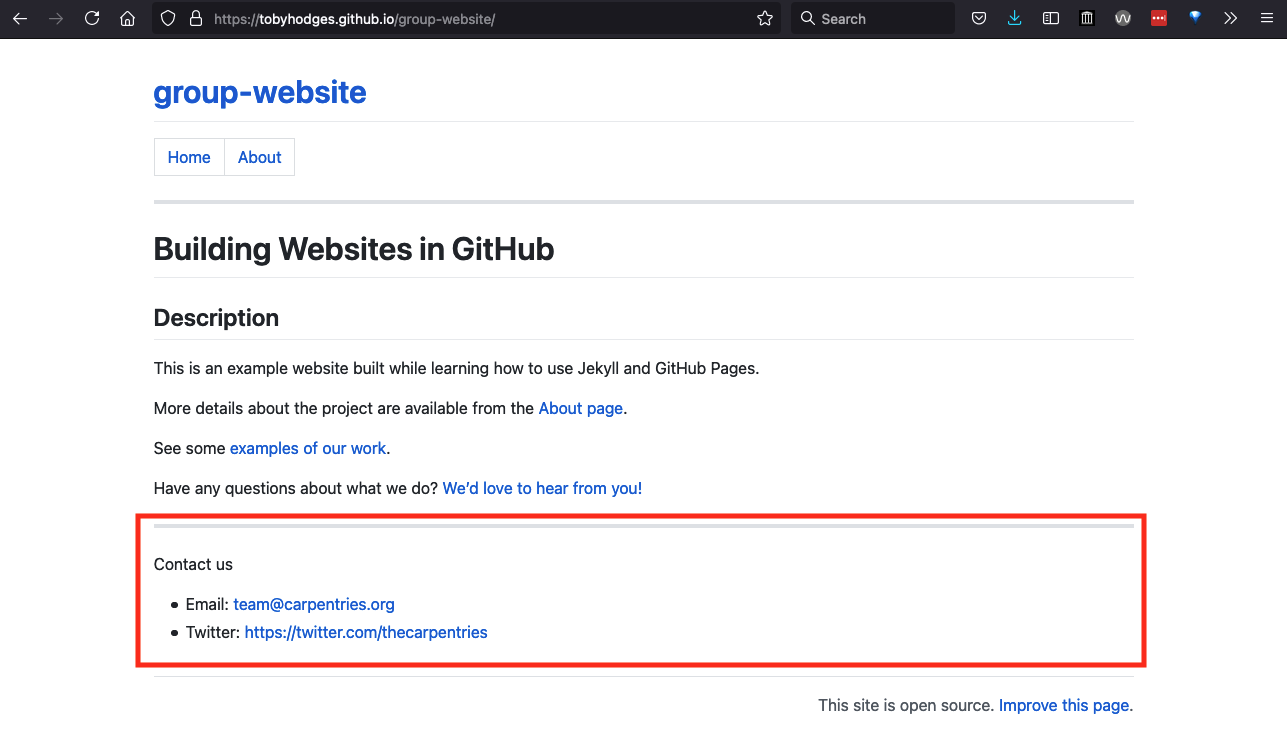 https://tobyhodges.github.io/group-website/
Search
group-website
Home About
Building Websites in GitHub
Description
This is an example website built while learning how to use Jekyll and GitHub Pages.
More details about the project are available from the About page.
See some examples of our work.
Have any questions about what we do? We’d love to hear from you!
Contact us
• Email: team@carpentries.org
• Twitter: https://twitter.com/thecarpentries
This site is open source. Improve this page.